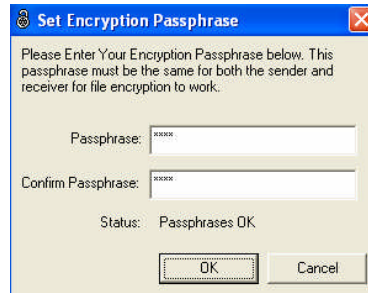 Set Encryption Passphrase
Please Enter Your Encryption Passphrase below. This
passphrase must be the same for both the sender and
receiver for file encryption to work.
Passphrase: ****
Confirm Passphrase: ****
Status: Passphrases OK
OK Cancel